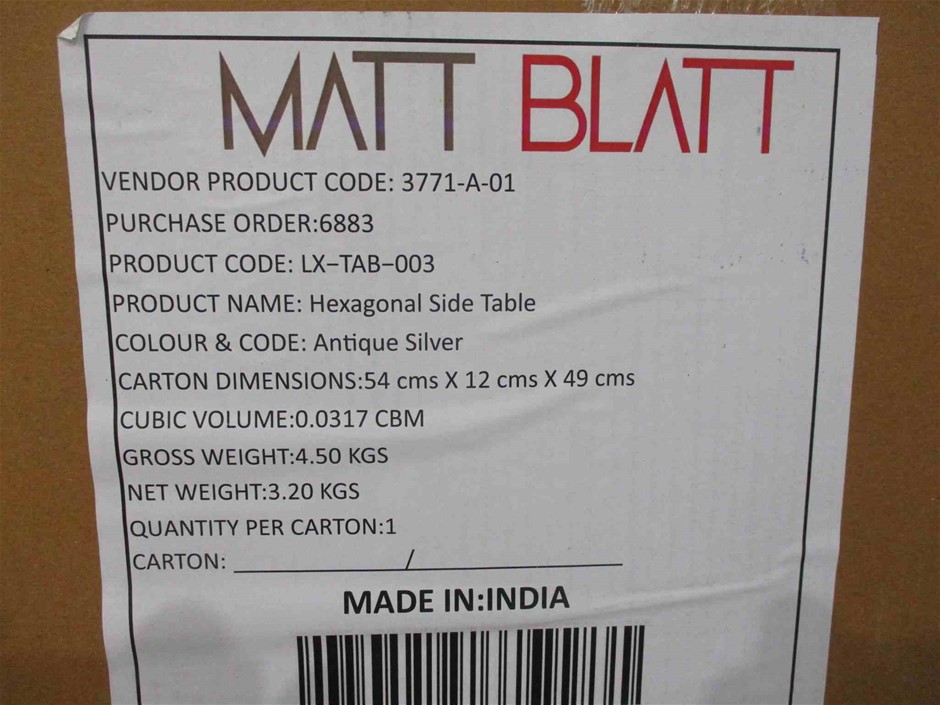 MATT BLATT
VENDOR PRODUCT CODE: 3771-A-01
PURCHASE ORDER:6883
PRODUCT CODE: LX-TAB-003
PRODUCT NAME: Hexagonal Side Table
COLOUR & CODE: Antique Silver
CARTON DIMENSIONS:54 cms X 12 cms X 49 cms
CUBIC VOLUME:0.0317 CBM
GROSS WEIGHT:4.50 KGS
NET WEIGHT:3.20 KGS
QUANTITY PER CARTON:1
CARTON: ____________/____________
MADE IN:INDIA